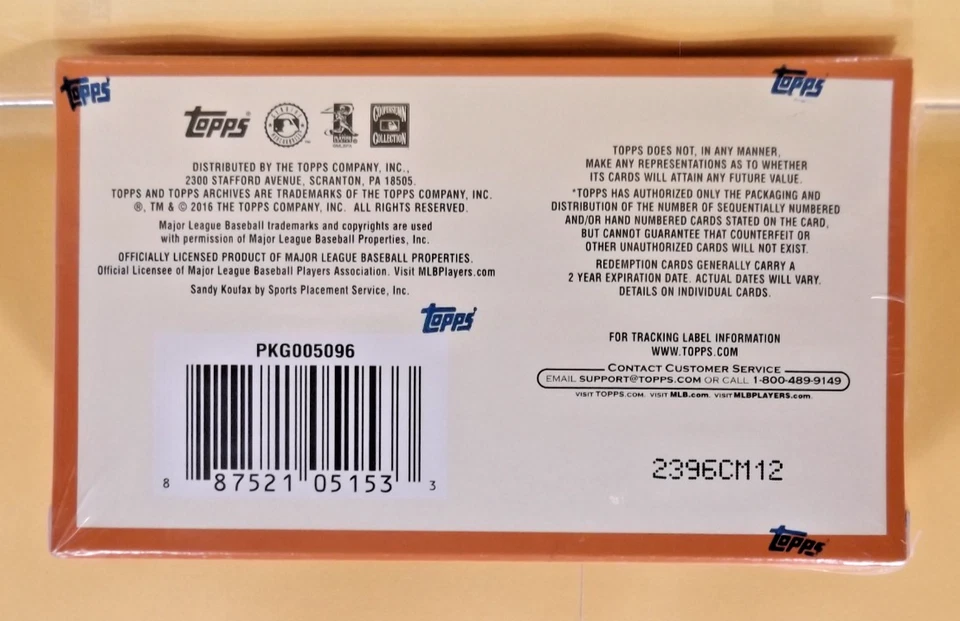 Topps
Topps
Topps®
GENUINE
MERCHANDISE
COOPERSTOWN
COLLECTION
DISTRIBUTED BY THE TOPPS COMPANY, INC.,
2300 STAFFORD AVENUE, SCRANTON, PA 18505.
TOPPS AND TOPPS ARCHIVES ARE TRADEMARKS OF THE TOPPS COMPANY, INC.
®, TM & © 2016 THE TOPPS COMPANY, INC. ALL RIGHTS RESERVED.
Major League Baseball trademarks and copyrights are used
with permission of Major League Baseball Properties, Inc.
OFFICIALLY LICENSED PRODUCT OF MAJOR LEAGUE BASEBALL PROPERTIES.
Official Licensee of Major League Baseball Players Association. Visit MLBPlayers.com
Sandy Koufax by Sports Placement Service, Inc.
Topps
PKG005096
8 87521 05153 3
TOPPS DOES NOT, IN ANY MANNER,
MAKE ANY REPRESENTATIONS AS TO WHETHER
ITS CARDS WILL ATTAIN ANY FUTURE VALUE.
*TOPPS HAS AUTHORIZED ONLY THE PACKAGING AND
DISTRIBUTION OF THE NUMBER OF SEQUENTIALLY NUMBERED
AND/OR HAND NUMBERED CARDS STATED ON THE CARD,
BUT CANNOT GUARANTEE THAT COUNTERFEIT OR
OTHER UNAUTHORIZED CARDS WILL NOT EXIST.
REDEMPTION CARDS GENERALLY CARRY A
2 YEAR EXPIRATION DATE. ACTUAL DATES WILL VARY.
DETAILS ON INDIVIDUAL CARDS.
FOR TRACKING LABEL INFORMATION
WWW.TOPPS.COM
CONTACT CUSTOMER SERVICE
EMAIL SUPPORT@TOPPS.COM OR CALL 1-800-489-9149
VISIT TOPPS.COM. VISIT MLB.com. VISIT MLBPLAYERS.com.
2396CM12
Topps